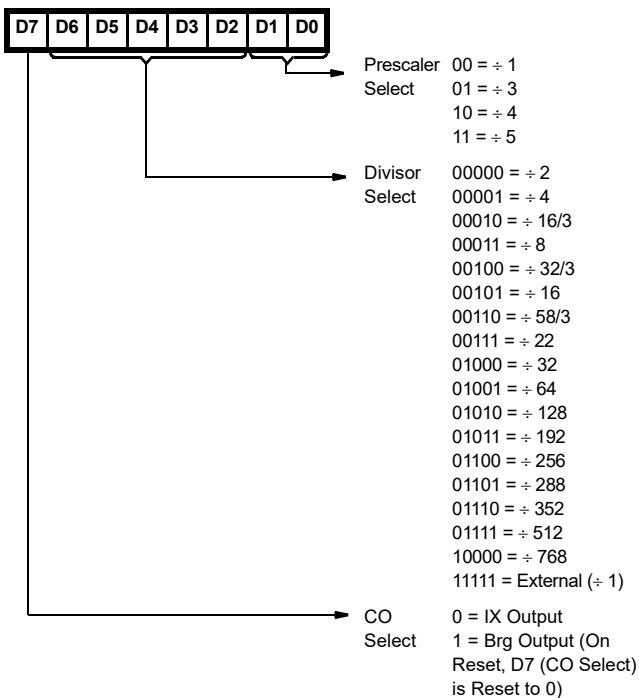 D7 D6 D5 D4 D3 D2 D1 D0
Prescaler 00 = ÷ 1
Select 01 = ÷ 3
10 = ÷ 4
11 = ÷ 5
Divisor 00000 = ÷ 2
Select 00001 = ÷ 4
00010 = ÷ 16/3
00011 = ÷ 8
00100 = ÷ 32/3
00101 = ÷ 16
00110 = ÷ 58/3
00111 = ÷ 22
01000 = ÷ 32
01001 = ÷ 64
01010 = ÷ 128
01011 = ÷ 192
01100 = ÷ 256
01101 = ÷ 288
01110 = ÷ 352
01111 = ÷ 512
10000 = ÷ 768
11111 = External (÷ 1)
CO 0 = IX Output
Select 1 = Brg Output (On
Reset, D7 (CO Select)
is Reset to 0)